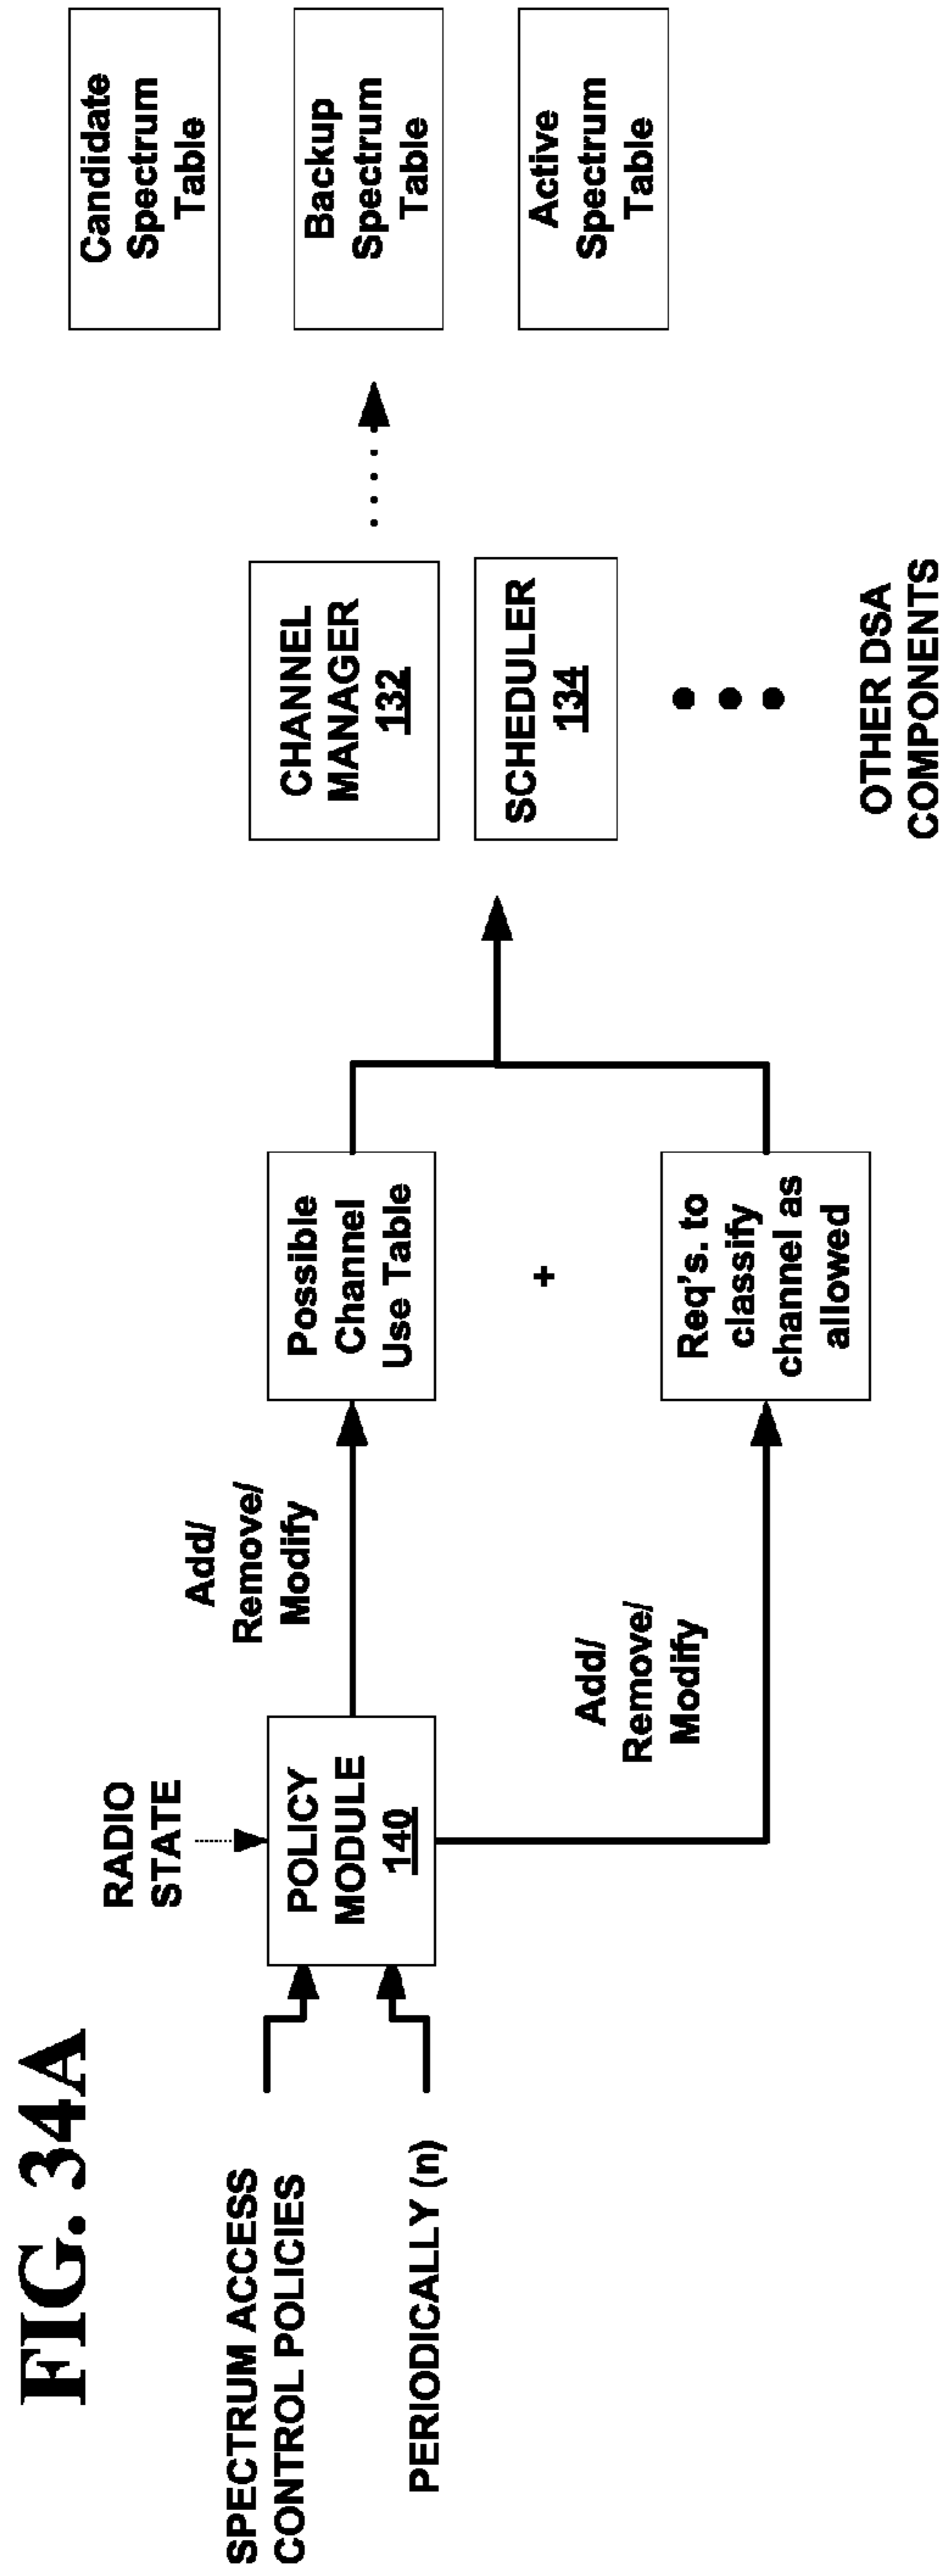 FIG. 34A
SPECTRUM ACCESS
CONTROL POLICIES
PERIODICALLY (n)
RADIO
STATE
POLICY
MODULE
140
Add/
Remove/
Modify
Add/
Remove/
Modify
Possible
Channel
Use Table
+
Req's. to
classify
channel as
allowed
CHANNEL
MANAGER
132
SCHEDULER
134
OTHER DSA
COMPONENTS
Candidate
Spectrum
Table
Backup
Spectrum
Table
Active
Spectrum
Table